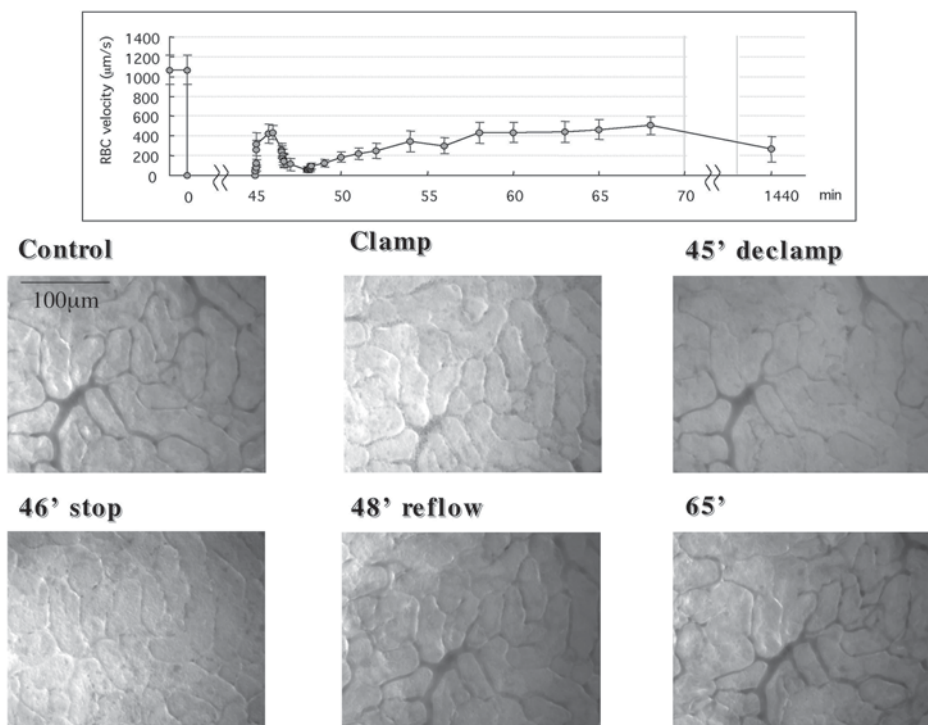 1400
1200
1000
800
600
400
200
0
RBC velocity (μm/s)
0 45 50 55 60 65 70 1440 min
Control Clamp 45’ declamp
100μm
46’ stop 48’ reflow 65’